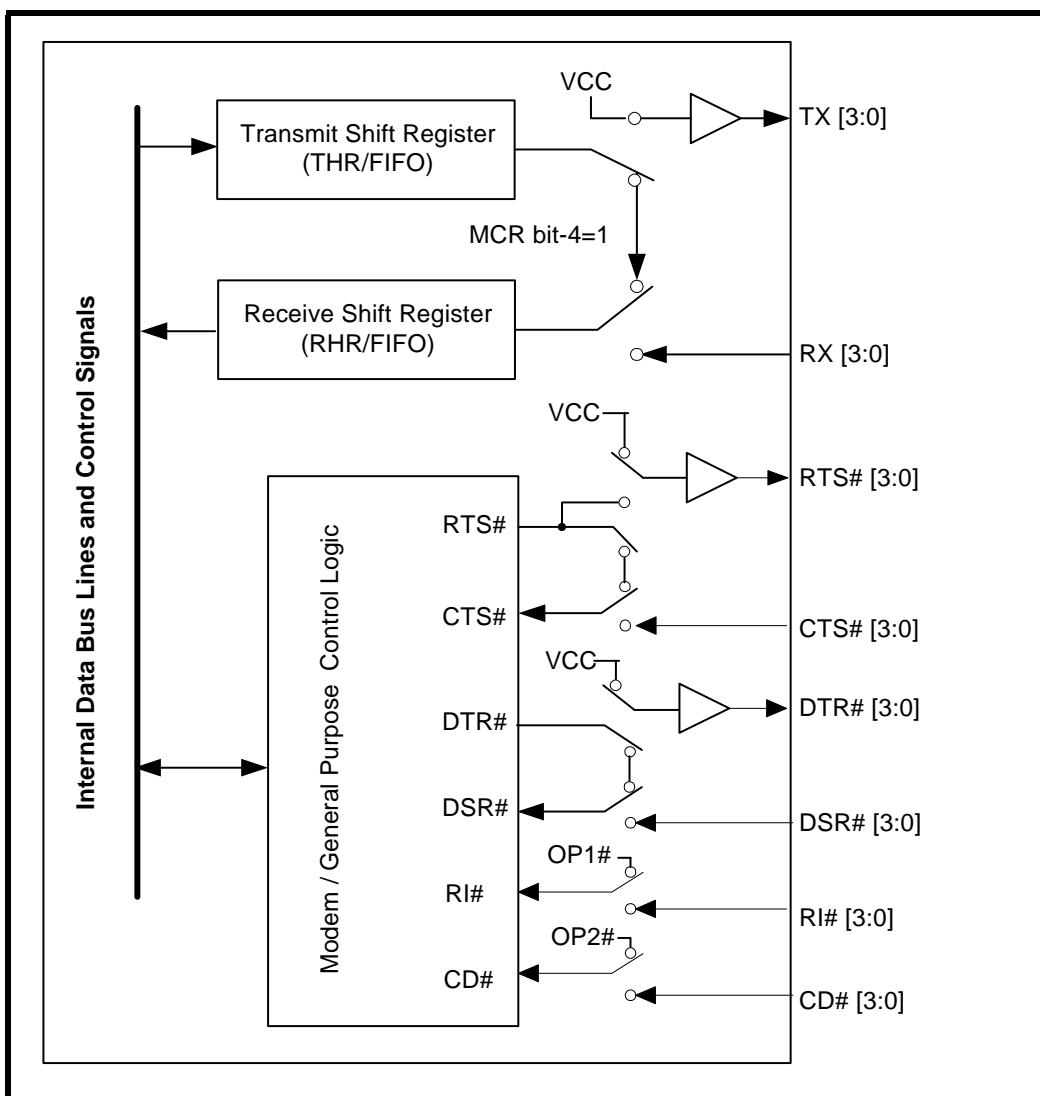 VCC
TX [3:0]
Transmit Shift Register
(THR/FIFO)
MCR bit-4=1
Receive Shift Register
(RHR/FIFO)
RX [3:0]
Internal Data Bus Lines and Control Signals
VCC
RTS# [3:0]
Modem / General Purpose Control Logic
RTS#
CTS#
CTS# [3:0]
VCC
DTR#
DTR# [3:0]
DSR#
DSR# [3:0]
OP1#
RI#
RI# [3:0]
OP2#
CD#
CD# [3:0]